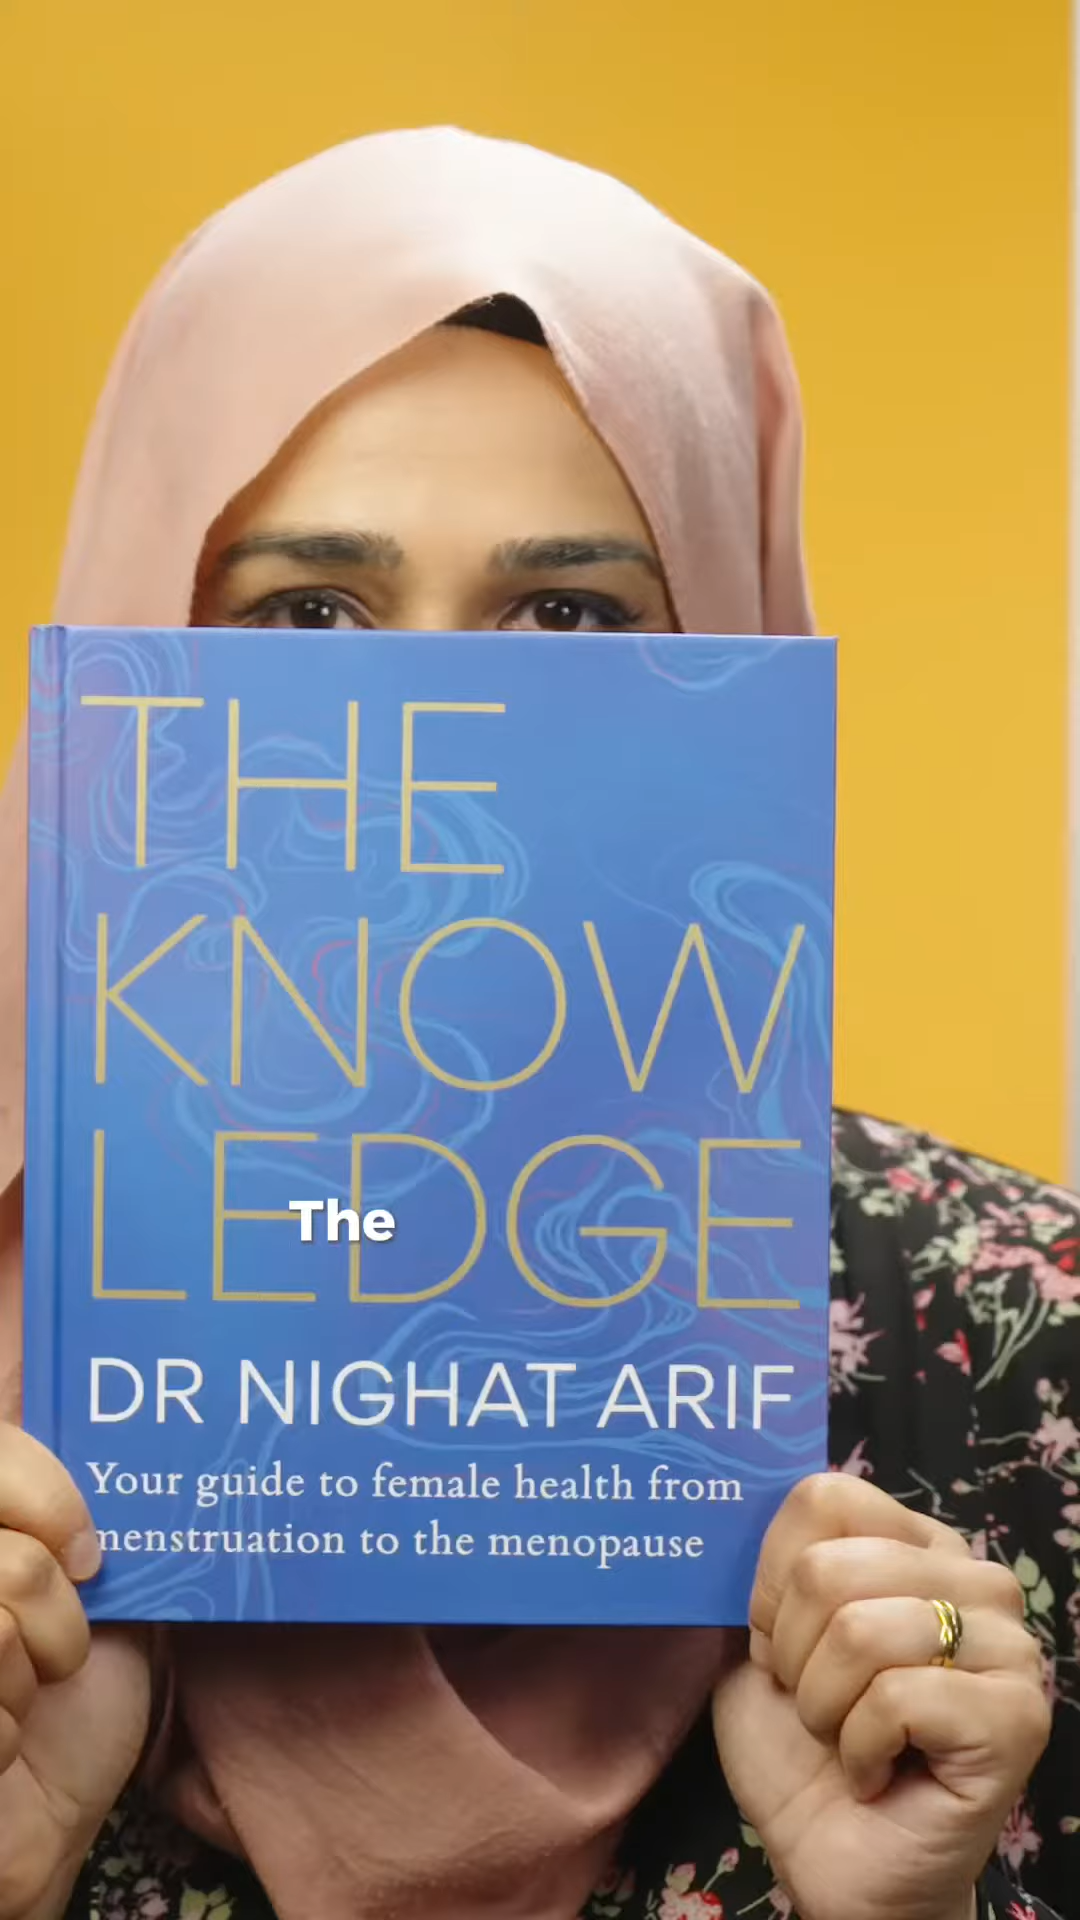 THE
KNOW
LEDGE
The
DR NIGHAT ARIF
Your guide to female health from
menstruation to the menopause